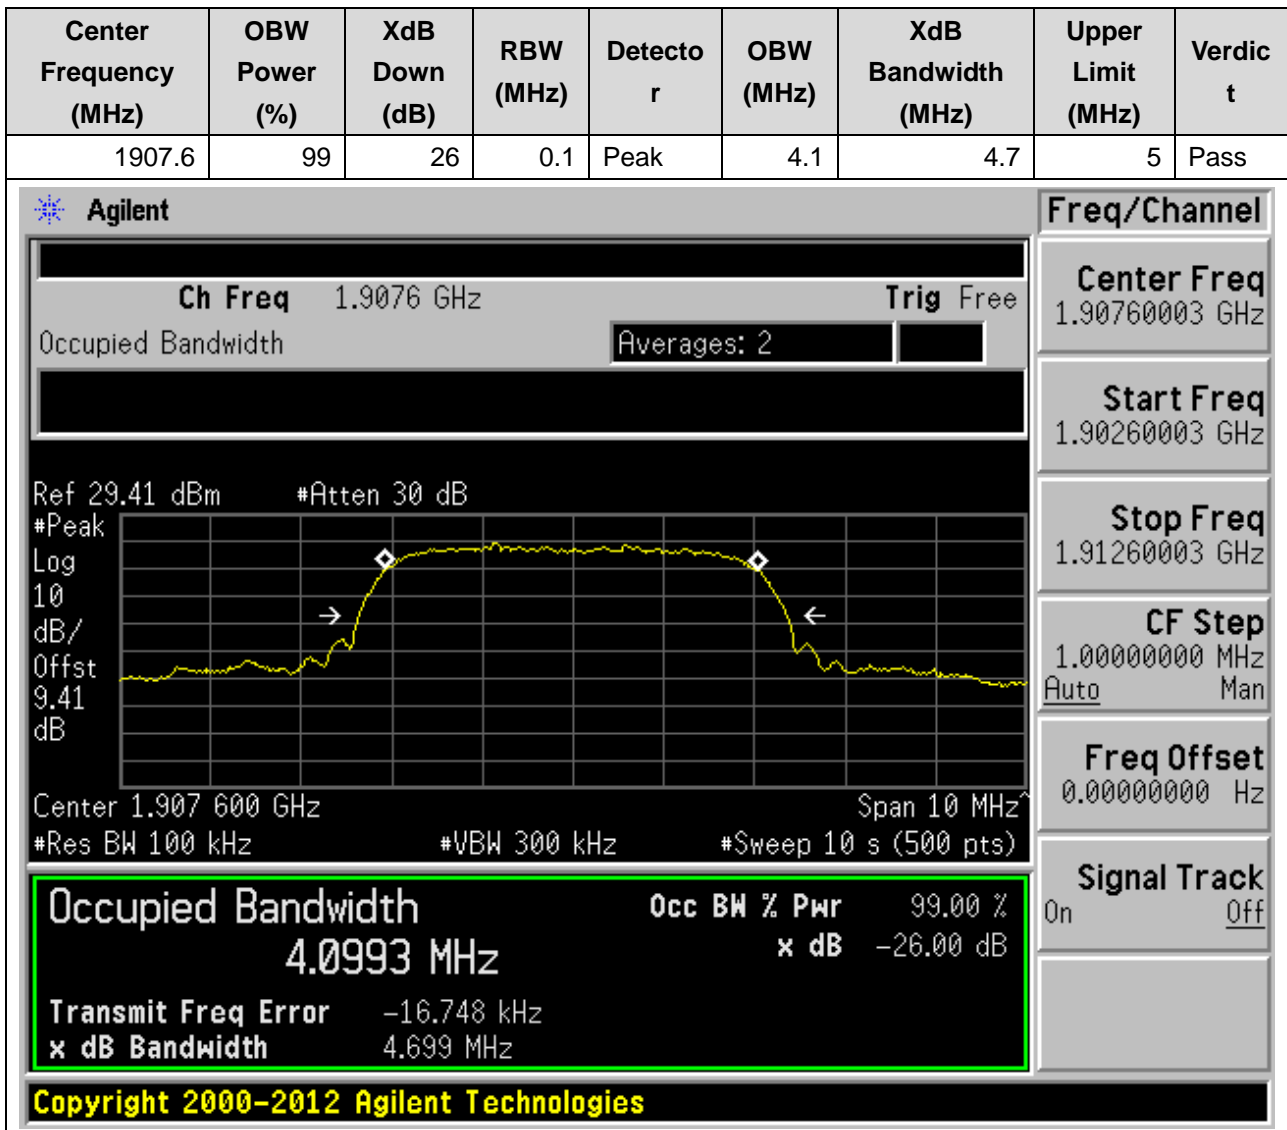 Center Frequency (MHz) OBW Power (%) XdB Down (dB) RBW (MHz) Detector OBW (MHz) XdB Bandwidth (MHz) Upper Limit (MHz) Verdict
1907.6 99 26 0.1 Peak 4.1 4.7 5 Pass
Agilent
Ch Freq 1.9076 GHz Trig Free
Occupied Bandwidth Averages: 2
Ref 29.41 dBm #Atten 30 dB
#Peak
Log
10
dB/
Offst
9.41
dB
Center 1.907 600 GHz Span 10 MHz^
#Res BW 100 kHz #VBW 300 kHz #Sweep 10 s (500 pts)
Occupied Bandwidth Occ BW % Pwr 99.00 %
4.0993 MHz x dB -26.00 dB
Transmit Freq Error -16.748 kHz
x dB Bandwidth 4.699 MHz
Copyright 2000-2012 Agilent Technologies
Freq/Channel
Center Freq
1.90760003 GHz
Start Freq
1.90260003 GHz
Stop Freq
1.91260003 GHz
CF Step
1.00000000 MHz
Auto Man
Freq Offset
0.00000000 Hz
Signal Track
On Off